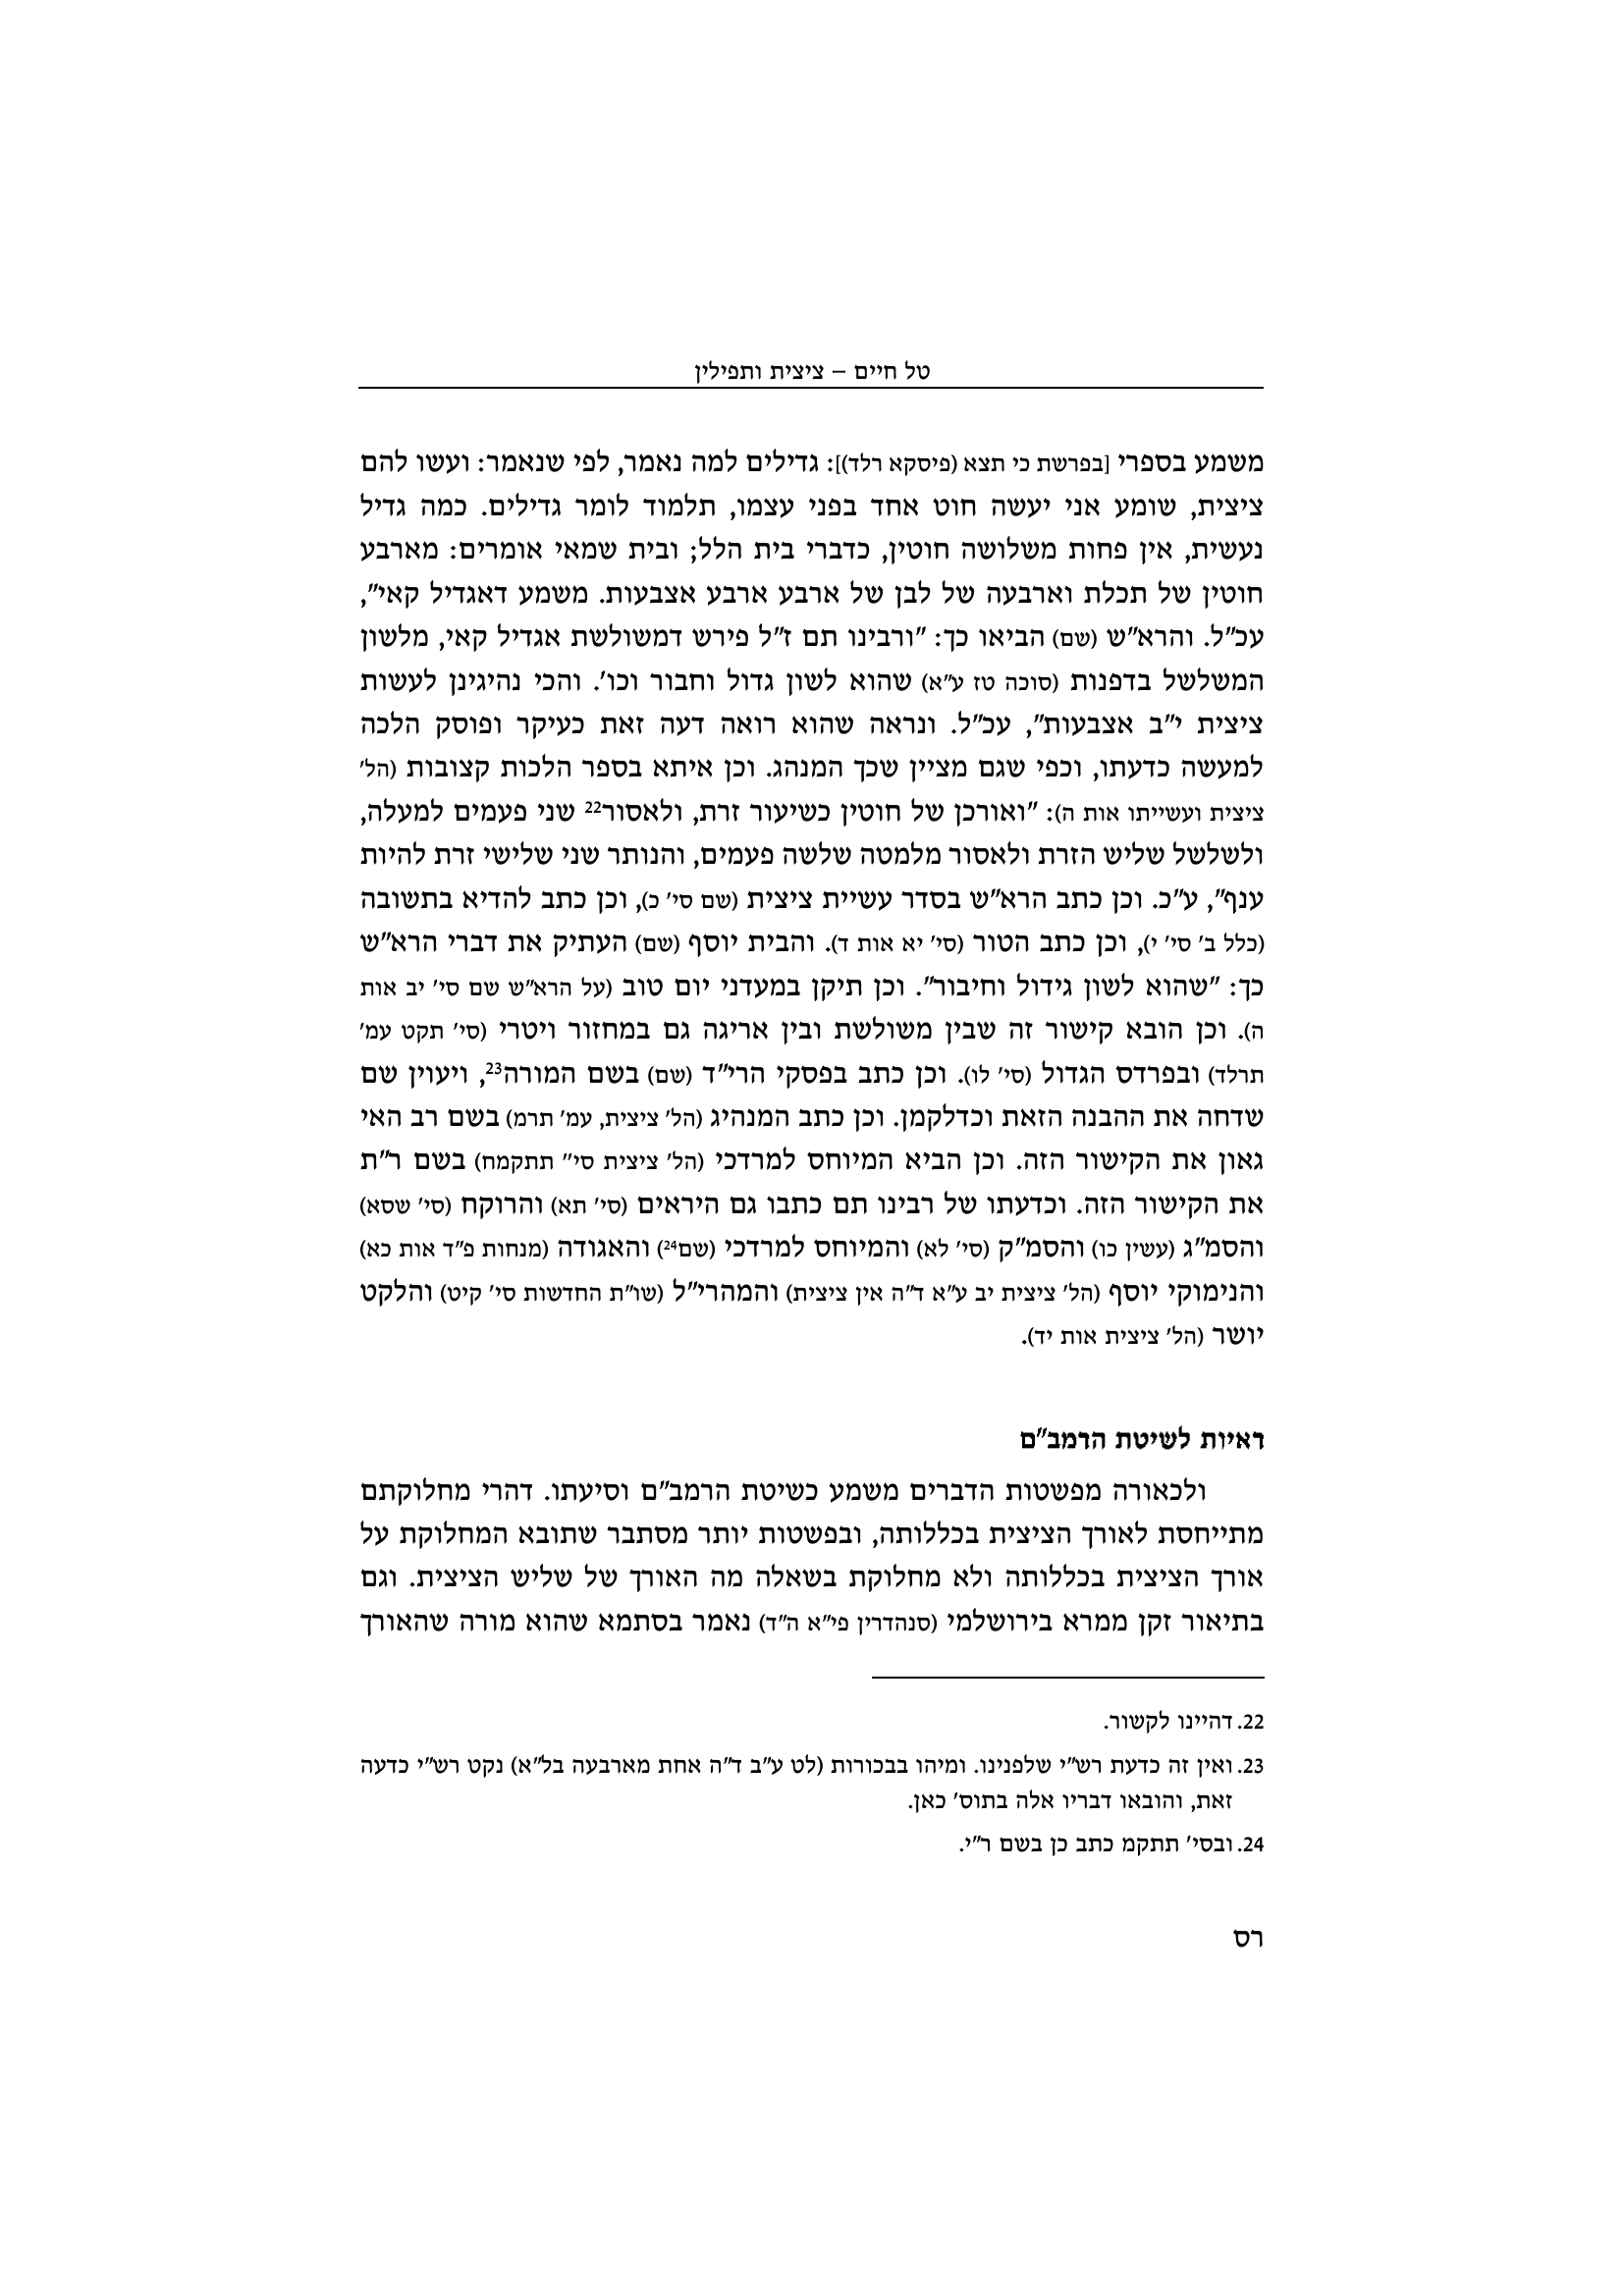 טל חיים – ציצית ותפילין
משמע בספרי [בפרשת כי תצא (פיסקא רלד)]: גדילים למה נאמר, לפי שנאמר: ועשו להם
ציצית, שומע אני יעשה חוט אחד בפני עצמו, תלמוד לומר גדילים. כמה גדיל
נעשית, אין פחות משלושה חוטין, כדברי בית הלל; ובית שמאי אומרים: מארבע
חוטין של תכלת וארבעה של לבן של ארבע ארבע אצבעות. משמע דאגדיל קאי",
עכ"ל. והרא"ש (שם) הביאו כך: "ורבינו תם ז"ל פירש דמשולשת אגדיל קאי, מלשון
המשלשל בדפנות (סוכה טז ע"א) שהוא לשון גדול וחבור וכו'. והכי נהיגינן לעשות
ציצית י"ב אצבעות", עכ"ל. ונראה שהוא רואה דעה זאת כעיקר ופוסק הלכה
למעשה כדעתו, וכפי שגם מציין שכך המנהג. וכן איתא בספר הלכות קצובות (הל'
ציצית ועשייתו אות ה): "ואורכן של חוטין כשיעור זרת, ולאסור22 שני פעמים למעלה,
ולשלשל שליש הזרת ולאסור מלמטה שלשה פעמים, והנותר שני שלישי זרת להיות
ענף", ע"כ. וכן כתב הרא"ש בסדר עשיית ציצית (שם סי' כ), וכן כתב להדיא בתשובה
(כלל ב' סי' י), וכן כתב הטור (סי' יא אות ד). והבית יוסף (שם) העתיק את דברי הרא"ש
כך: "שהוא לשון גידול וחיבור". וכן תיקן במעדני יום טוב (על הרא"ש שם סי' יב אות
ה). וכן הובא קישור זה שבין משולשת ובין אריגה גם במחזור ויטרי (סי' תקט עמ'
תרלד) ובפרדס הגדול (סי' לו). וכן כתב בפסקי הרי"ד (שם) בשם המורה23, ויעוין שם
שדחה את ההבנה הזאת וכדלקמן. וכן כתב המנהיג (הל' ציצית, עמ' תרמ) בשם רב האי
גאון את הקישור הזה. וכן הביא המיוחס למרדכי (הל' ציצית סי" תתקמח) בשם ר"ת
את הקישור הזה. וכדעתו של רבינו תם כתבו גם היראים (סי' תא) והרוקח (סי' שסא)
והסמ"ג (עשין כו) והסמ"ק (סי' לא) והמיוחס למרדכי (שם24) והאגודה (מנחות פ"ד אות כא)
והנימוקי יוסף (הל' ציצית יב ע"א ד"ה אין ציצית) והמהרי"ל (שו"ת החדשות סי' קיט) והלקט
יושר (הל' ציצית אות יד).
ראיות לשיטת הרמב"ם
ולכאורה מפשטות הדברים משמע כשיטת הרמב"ם וסיעתו. דהרי מחלוקתם
מתייחסת לאורך הציצית בכללותה, ובפשטות יותר מסתבר שתובא המחלוקת על
אורך הציצית בכללותה ולא מחלוקת בשאלה מה האורך של שליש הציצית. וגם
בתיאור זקן ממרא בירושלמי (סנהדרין פי"א ה"ד) נאמר בסתמא שהוא מורה שהאורך
22. דהיינו לקשור.
23. ואין זה כדעת רש"י שלפנינו. ומיהו בבכורות (לט ע"ב ד"ה אחת מארבעה בל"א) נקט רש"י כדעה
זאת, והובאו דבריו אלה בתוס' כאן.
24. ובסי' תתקמ כתב כן בשם ר"י.
רס